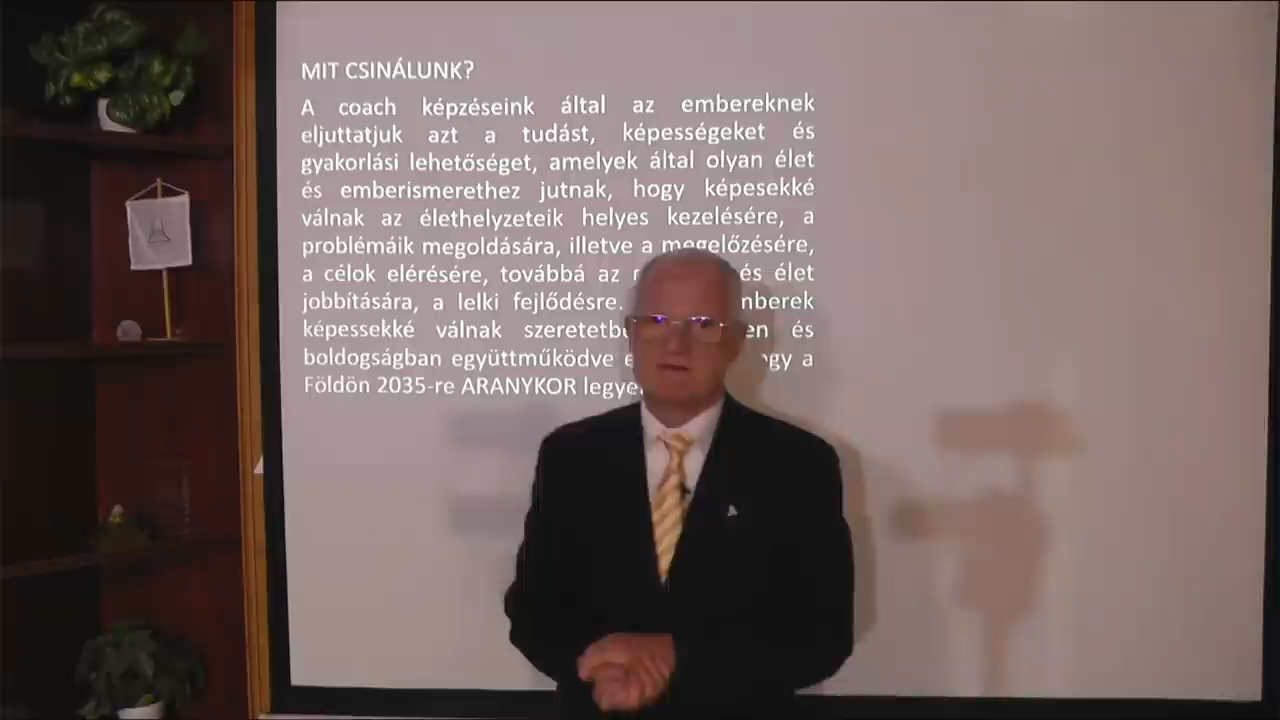 MIT CSINÁLUNK?
A coach képzéseink által az embereknek
eljuttatjuk azt a tudást, képességeket és
gyakorlási lehetőséget, amelyek által olyan élet
és emberismerethez jutnak, hogy képesekké
válnak az élethelyzeteik helyes kezelésére, a
problémáik megoldására, illetve a megelőzésére,
a célok elérésére, továbbá az és élet
jobbítására, a lelki fejlődésre.
képessekké válnak és
boldogságban együttműködve a
Földön 2035-re ARANYKOR